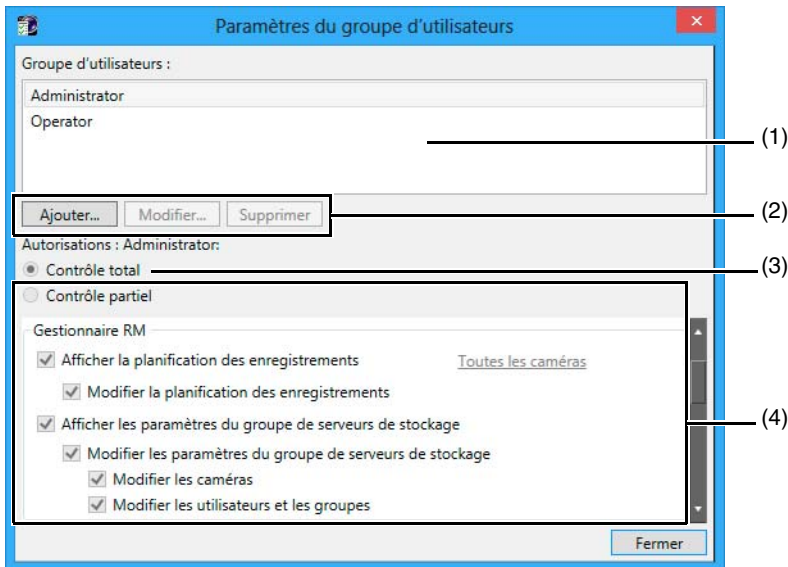 Paramètres du groupe d'utilisateurs
Groupe d'utilisateurs :
Administrator
Operator
(1)
Ajouter... Modifier... Supprimer
(2)
Autorisations : Administrator:
Contrôle total
(3)
Contrôle partiel
Gestionnaire RM
Afficher la planification des enregistrements Toutes les caméras
Modifier la planification des enregistrements
Afficher les paramètres du groupe de serveurs de stockage
(4)
Modifier les paramètres du groupe de serveurs de stockage
Modifier les caméras
Modifier les utilisateurs et les groupes
Fermer